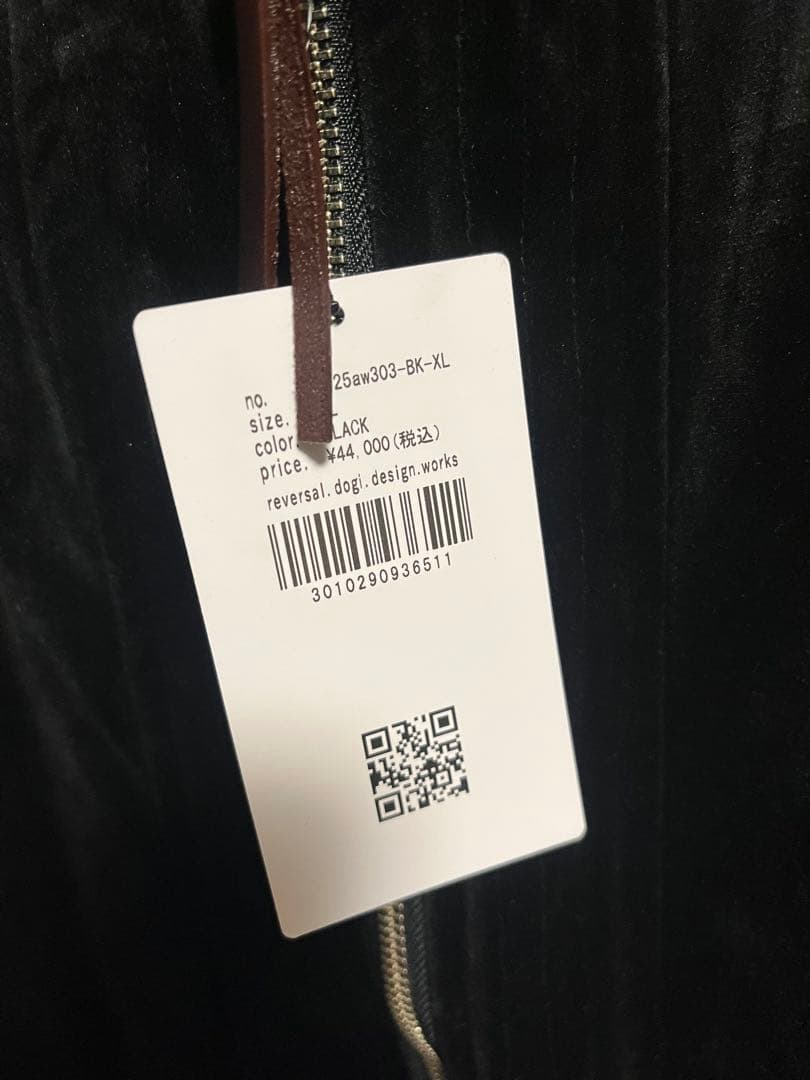 no. 25aw303-BK-XL
size.
color LACK
price. ¥44,000(税込)
reversal.dogi.design.works
3010290936511